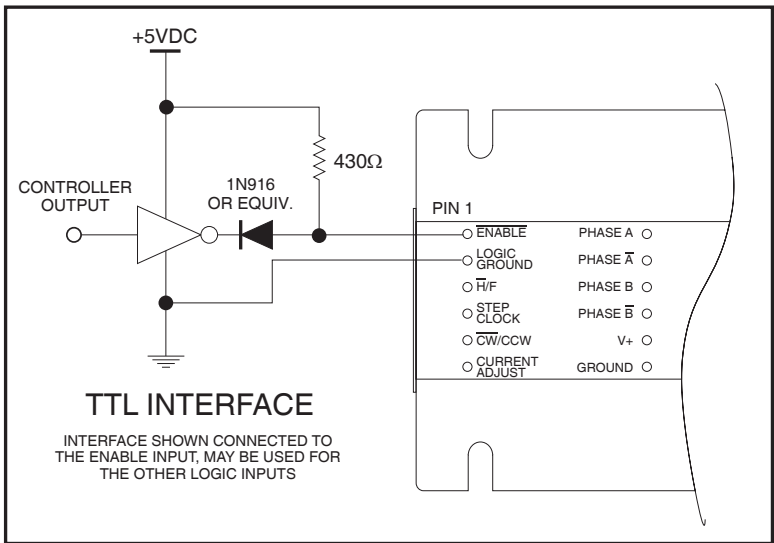 +5VDC
430Ω
1N916
OR EQUIV.
CONTROLLER
OUTPUT
PIN 1
E̅N̅A̅B̅L̅E̅
LOGIC
GROUND
H̅/F
STEP
CLOCK
C̅W̅/CCW
CURRENT
ADJUST
PHASE A
PHASE A̅
PHASE B
PHASE B̅
V+
GROUND
TTL INTERFACE
INTERFACE SHOWN CONNECTED TO
THE ENABLE INPUT, MAY BE USED FOR
THE OTHER LOGIC INPUTS